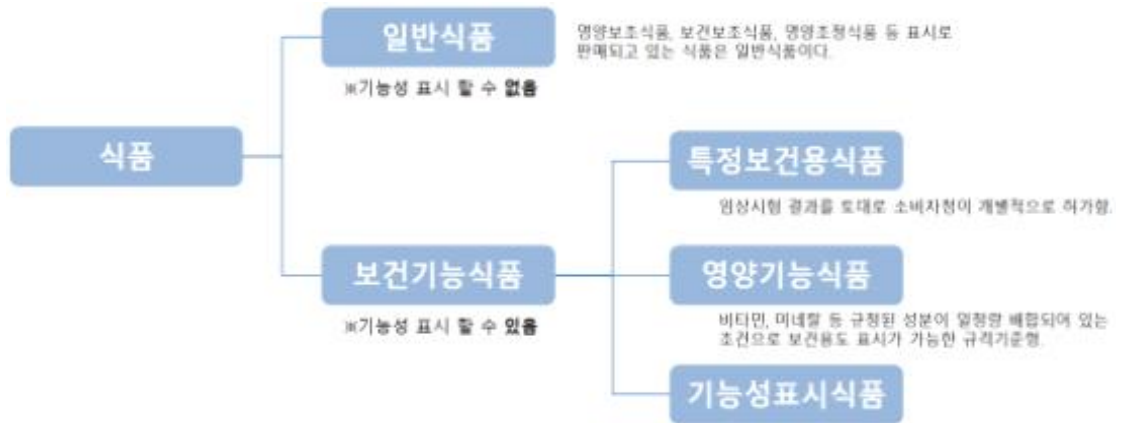 일반식품
영양보조식품, 보건보조식품, 영양조정식품 등 표시로
판매되고 있는 식품은 일반식품이다.
※기능성 표시 할 수 없음
식품
특정보건용식품
임상시험 결과를 토대로 소비자청이 개별적으로 허가함.
보건기능식품
※기능성 표시 할 수 있음
영양기능식품
비타민, 미네랄 등 규정된 성분이 일정량 배합되어 있는
조건으로 보건용도 표시가 가능한 규격기준형.
기능성표시식품